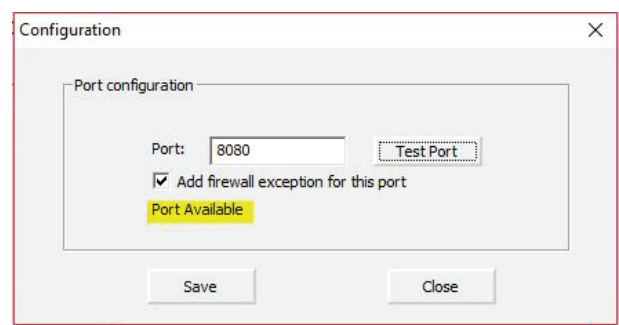 Configuration
Port configuration
Port: 8080 Test Port
Add firewall exception for this port
Port Available
Save Close